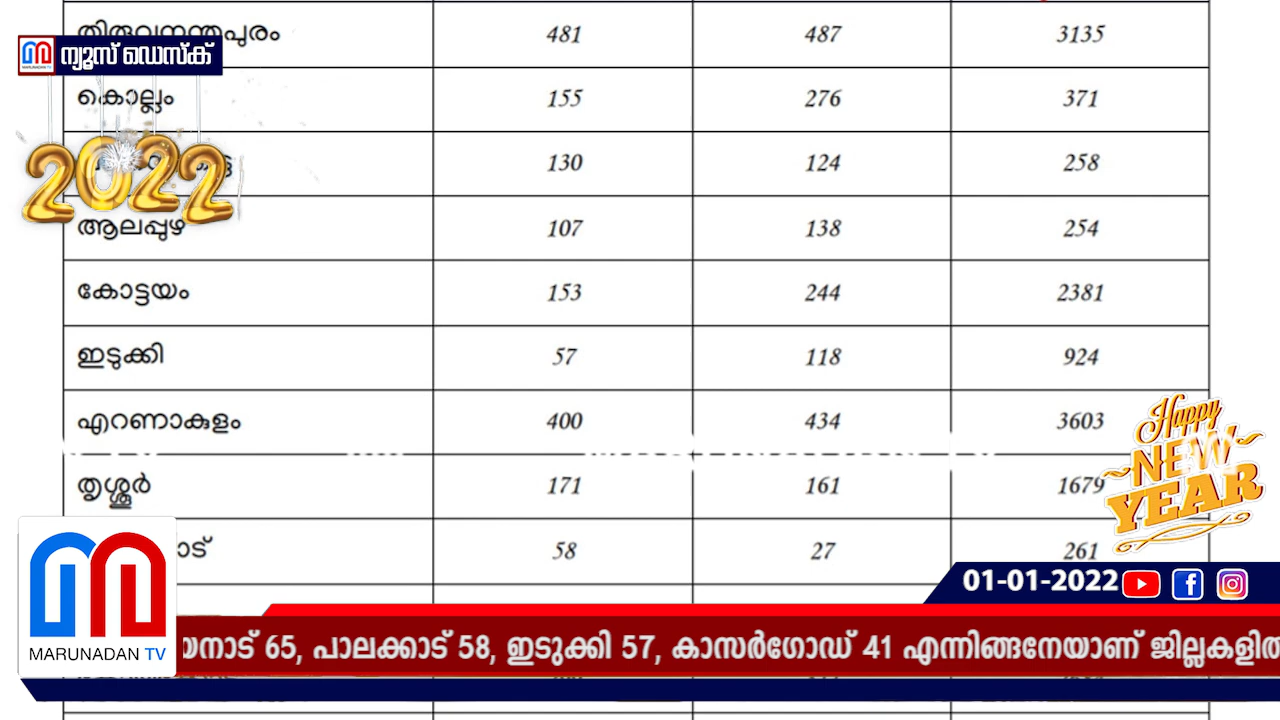 തിരുവനന്തപുരം 481 487 3135
ന്യൂസ് ഡെസ്ക്
കൊല്ലം 155 276 371
2022
130 124 258
ആലപ്പുഴ 107 138 254
കോട്ടയം 153 244 2381
ഇടുക്കി 57 118 924
എറണാകുളം 400 434 3603
Happy
NEW
YEAR
തൃശ്ശൂർ 171 161 1679
58 27 261
01-01-2022
65, പാലക്കാട് 58, ഇടുക്കി 57, കാസർഗോഡ് 41 എന്നിങ്ങനേയാണ്
MARUNADAN TV